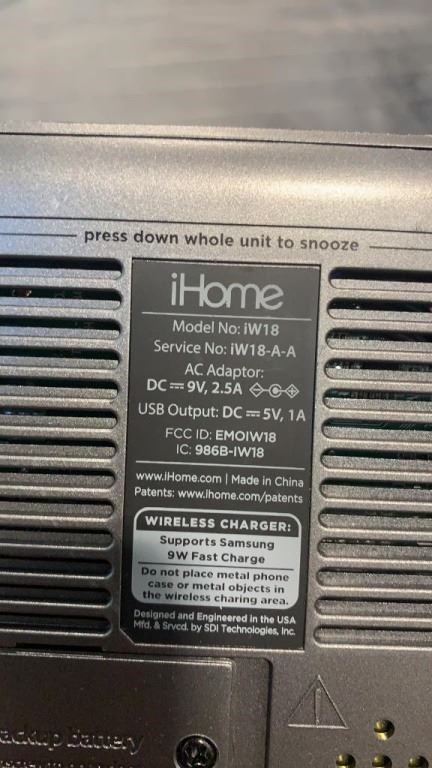 press down whole unit to snooze
iHome
Model No: iW18
Service No: iW18-A-A
AC Adaptor:
DC ⎓ 9V, 2.5A
USB Output: DC ⎓ 5V, 1A
FCC ID: EMOIW18
IC: 986B-IW18
www.iHome.com | Made in China
Patents: www.ihome.com/patents
WIRELESS CHARGER:
Supports Samsung
9W Fast Charge
Do not place metal phone
case or metal objects in
the wireless charing area.
Designed and Engineered in the USA
Mfd. & Srvcd. by SDI Technologies, Inc.
ackup Battery